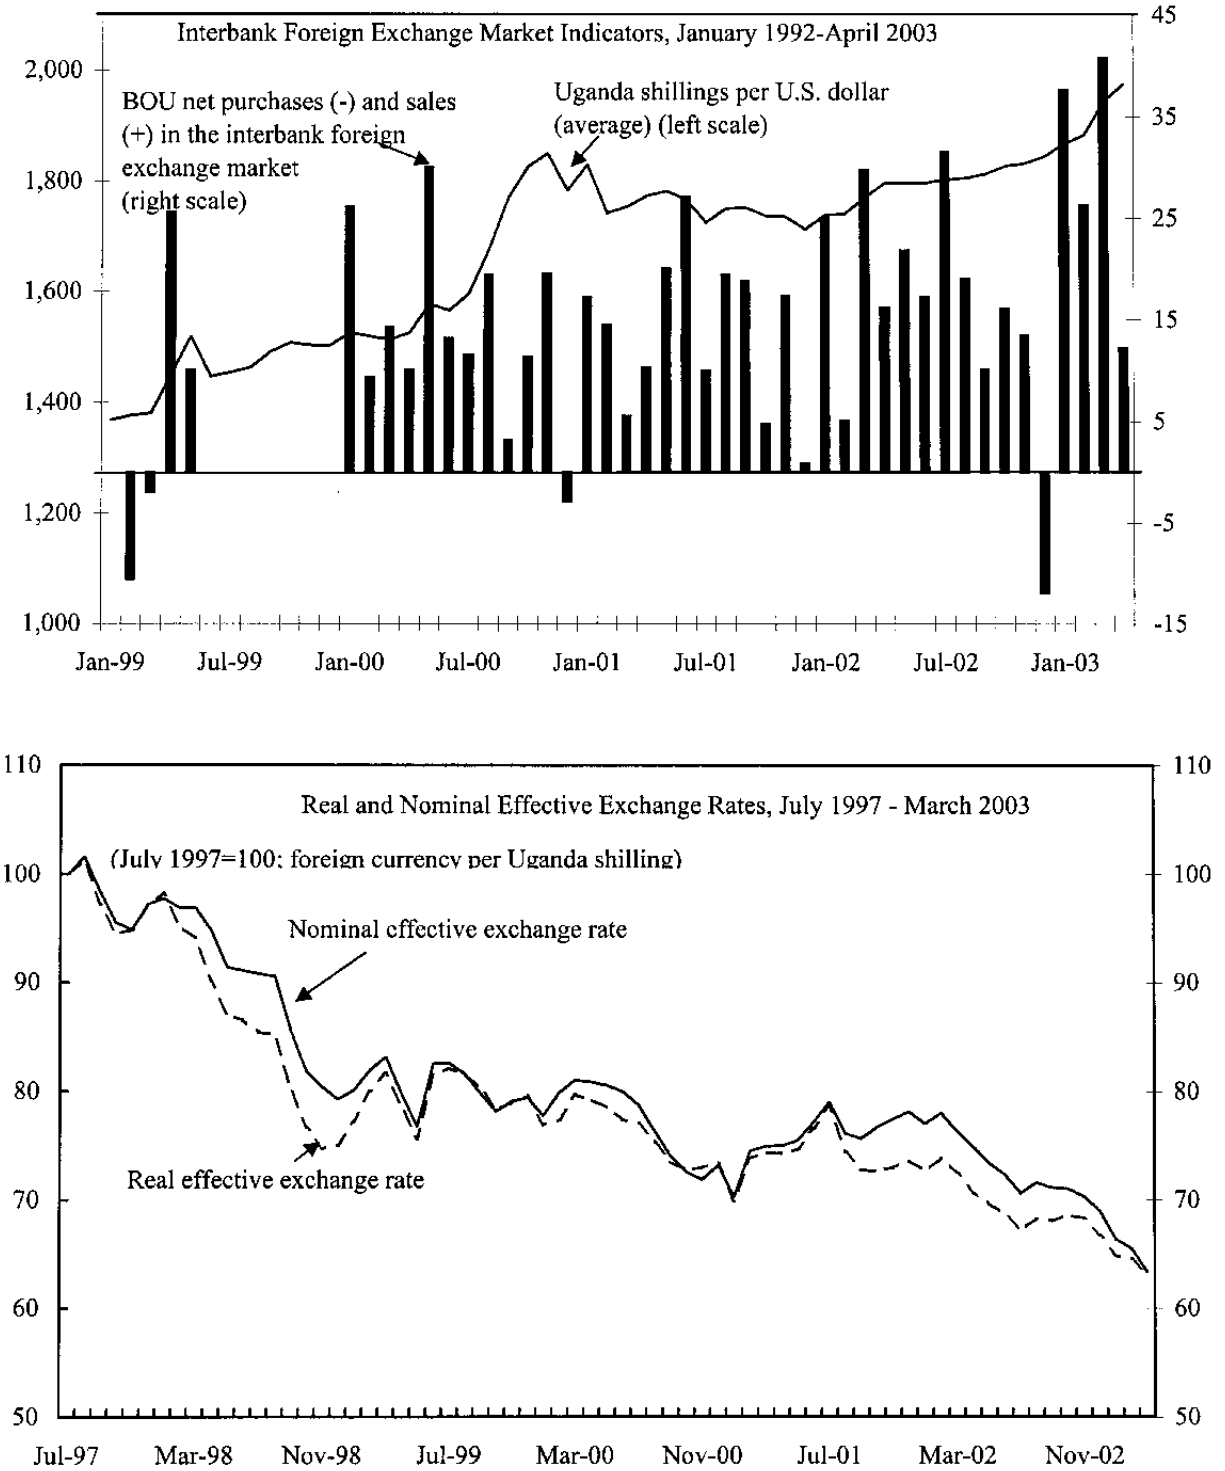 Interbank Foreign Exchange Market Indicators, January 1992-April 2003
45
2,000
BOU net purchases (-) and sales
(+) in the interbank foreign
exchange market
(right scale)
Uganda shillings per U.S. dollar
(average) (left scale)
35
1,800
25
1,600
15
1,400
5
1,200
-5
1,000
-15
Jan-99 Jul-99 Jan-00 Jul-00 Jan-01 Jul-01 Jan-02 Jul-02 Jan-03
110 110
Real and Nominal Effective Exchange Rates, July 1997 - March 2003
(July 1997=100; foreign currency per Uganda shilling)
100 100
Nominal effective exchange rate
90 90
80 80
Real effective exchange rate
70 70
60 60
50 50
Jul-97 Mar-98 Nov-98 Jul-99 Mar-00 Nov-00 Jul-01 Mar-02 Nov-02